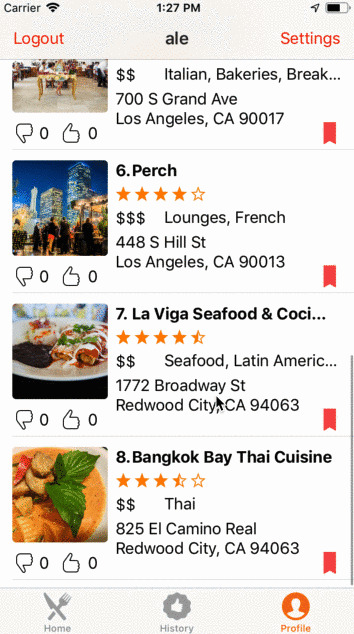 Carrier 1:27 PM
Logout ale Settings
$$ Italian, Bakeries, Break...
700 S Grand Ave
Los Angeles, CA 90017
0 0
6.Perch
$$$ Lounges, French
448 S Hill St
Los Angeles, CA 90013
0 0
7. La Viga Seafood & Coci...
$$ Seafood, Latin Americ...
1772 Broadway St
Redwood City, CA 94063
0 0
8.Bangkok Bay Thai Cuisine
$$ Thai
825 El Camino Real
Redwood City, CA 94063
0 0
Home History Profile